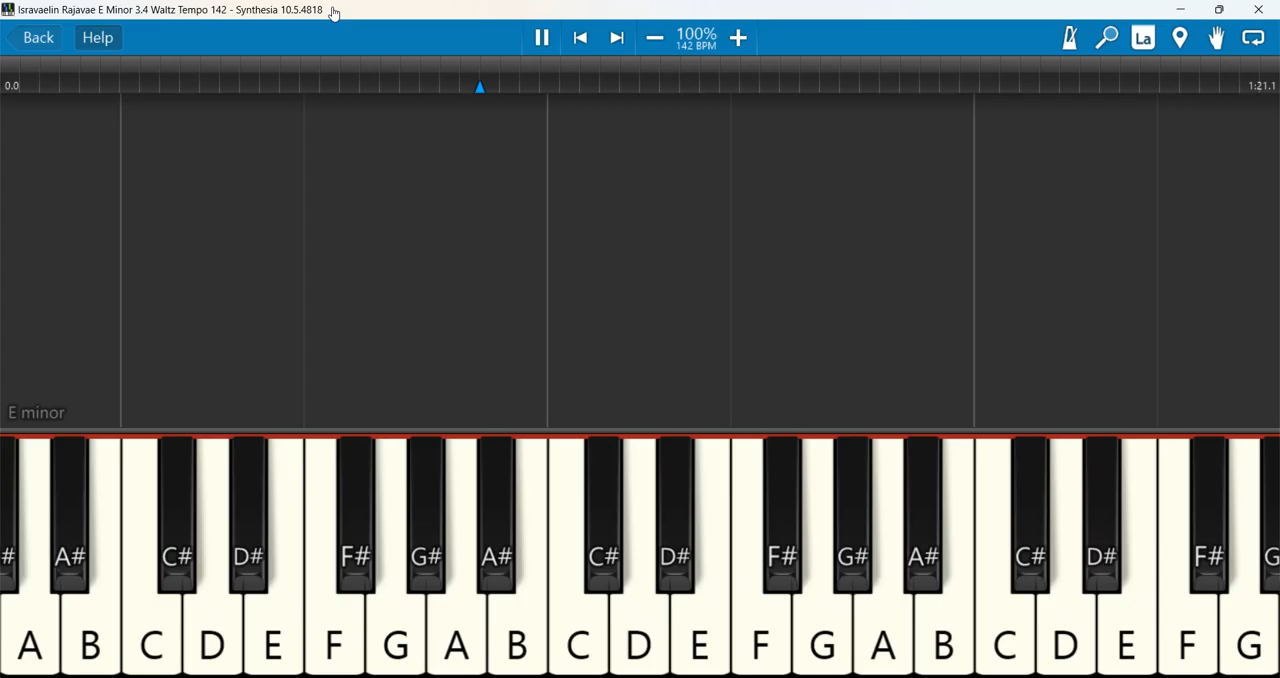 Isravaelin Rajavae E Minor 3.4 Waltz Tempo 142 - Synthesia 10.5.4818
Back Help 100% La
142 BPM
0.0 1:21.1
E minor
# A# C# D# F# G# A# C# D# F# G# A# C# D# F# G
A B C D E F G A B C D E F G A B C D E F G